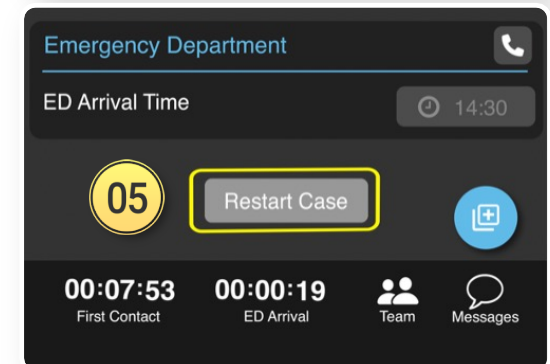 Emergency Department
ED Arrival Time 14:30
05 Restart Case
00:07:53 00:00:19
First Contact ED Arrival Team Messages